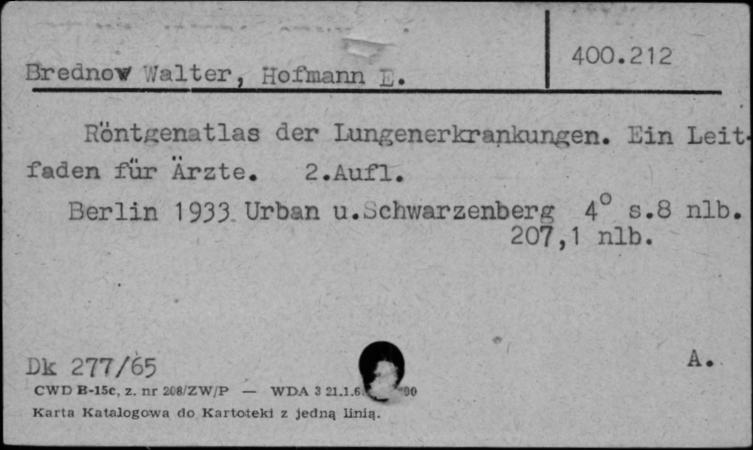 400.212
Brednow Walter, Hofmann E.
Röntgenatlas der Lungenerkrankungen. Ein Leit-
faden für Ärzte. 2.Aufl.
Berlin 1933 Urban u.Schwarzenberg 4° s.8 nlb.
207,1 nlb.
Dk 277/65
A.
CWD B-15c, z. nr 208/ZW/P — WDA 3 21.1.6
Karta Katalogowa do Kartoteki z jedną linią.